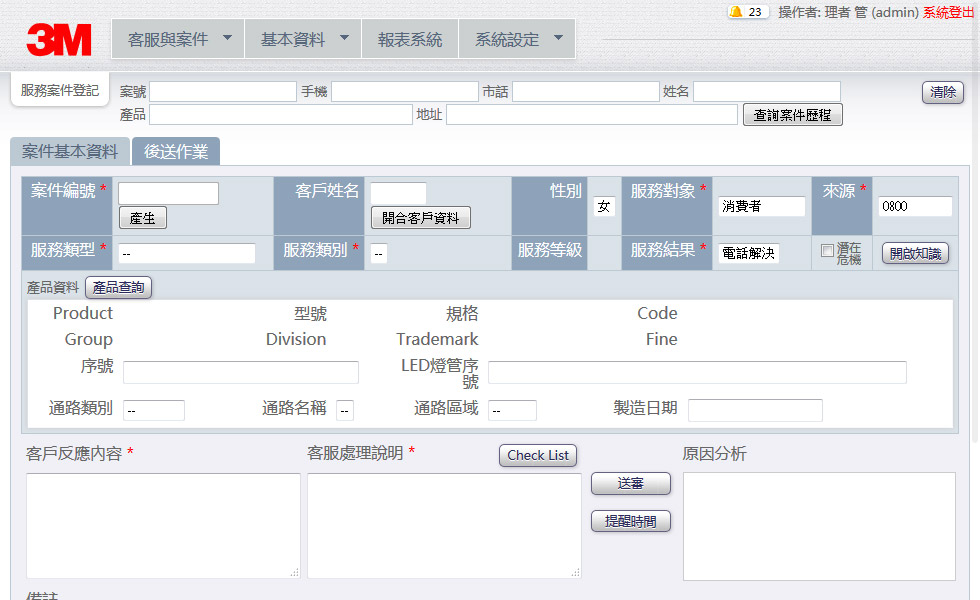 23 操作者: 理者 管 (admin) 系統登出
3M 客服與案件 基本資料 報表系統 系統設定
服務案件登記 案號 手機 市話 姓名 清除
產品 地址 查詢案件歷程
案件基本資料 後送作業
案件編號 * 客戶姓名 性別 女 服務對象 * 消費者 來源 * 0800
產生 開合客戶資料
服務類型 * -- 服務類別 * -- 服務等級 服務結果 * 電話解決 潛在危機 開啟知識
產品資料 產品查詢
Product 型號 規格 Code
Group Division Trademark Fine
序號 LED燈管序號
通路類別 -- 通路名稱 -- 通路區域 -- 製造日期
客戶反應內容 * 客服處理說明 * Check List 原因分析
送審
提醒時間
備註